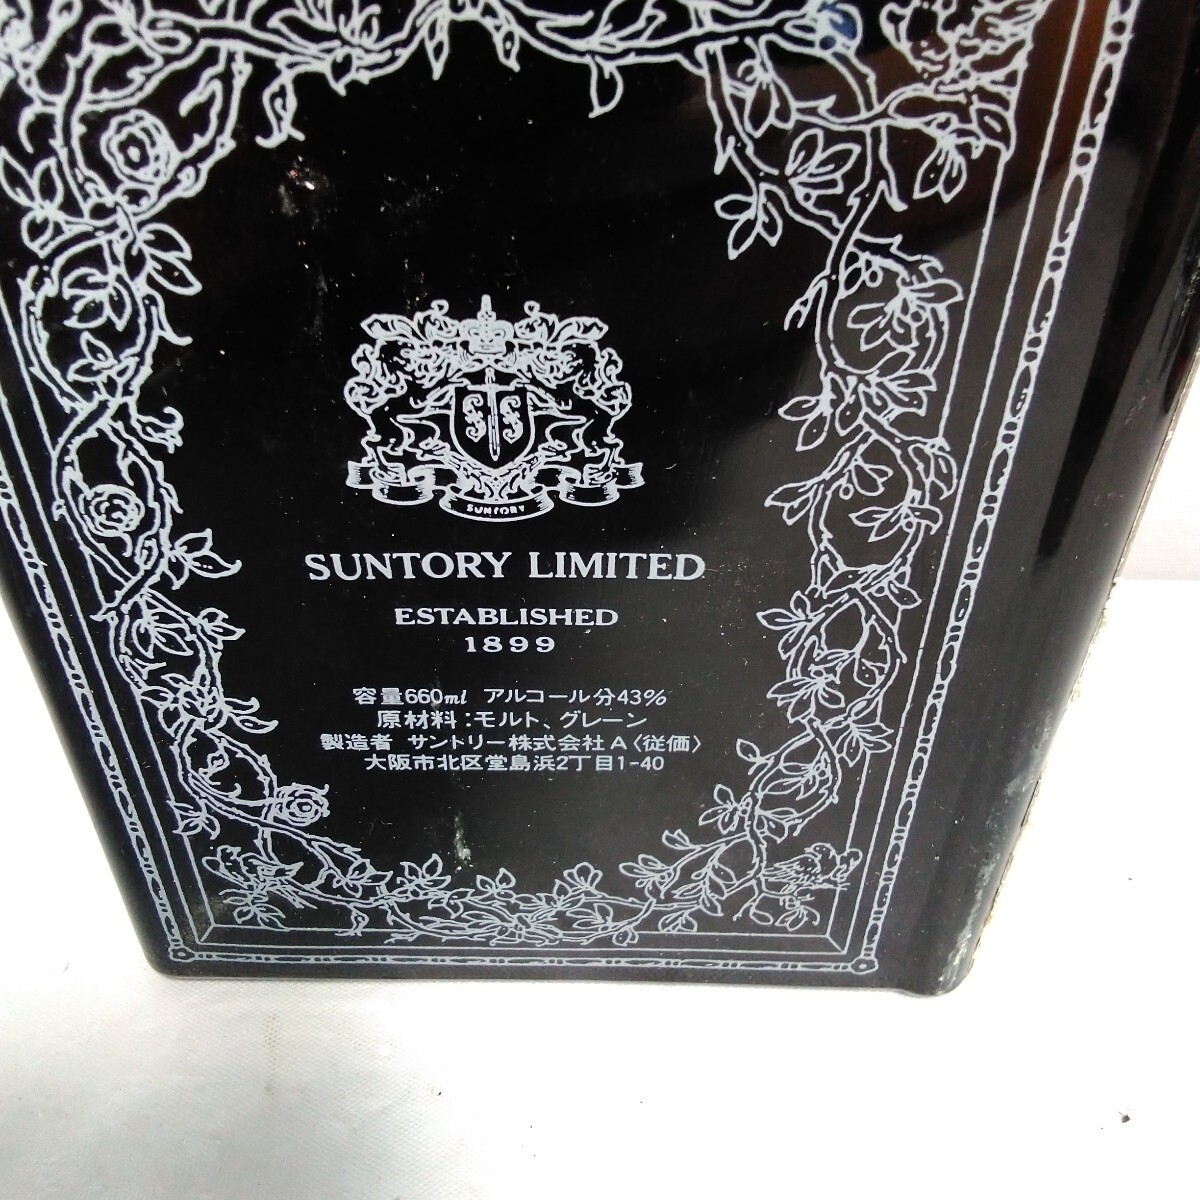 SUNTORY
SUNTORY LIMITED
ESTABLISHED
1899
容量660ml アルコール分43%
原材料:モルト、グレーン
製造者 サントリー株式会社A〈従価〉
大阪市北区堂島浜2丁目1-40